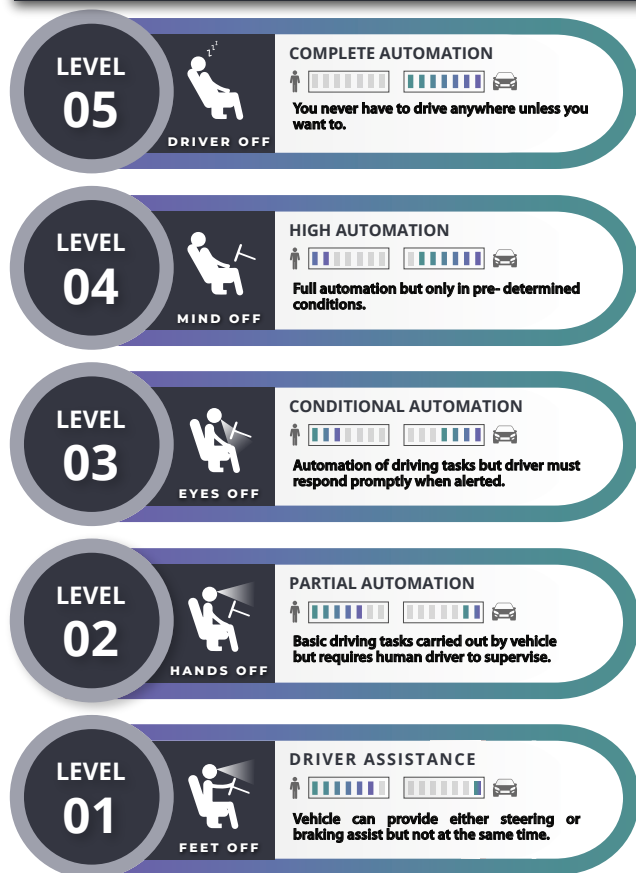 LEVEL
05
zzz
DRIVER OFF
COMPLETE AUTOMATION
You never have to drive anywhere unless you
want to.
LEVEL
04
MIND OFF
HIGH AUTOMATION
Full automation but only in pre- determined
conditions.
LEVEL
03
EYES OFF
CONDITIONAL AUTOMATION
Automation of driving tasks but driver must
respond promptly when alerted.
LEVEL
02
HANDS OFF
PARTIAL AUTOMATION
Basic driving tasks carried out by vehicle
but requires human driver to supervise.
LEVEL
01
FEET OFF
DRIVER ASSISTANCE
Vehicle can provide either steering or
braking assist but not at the same time.